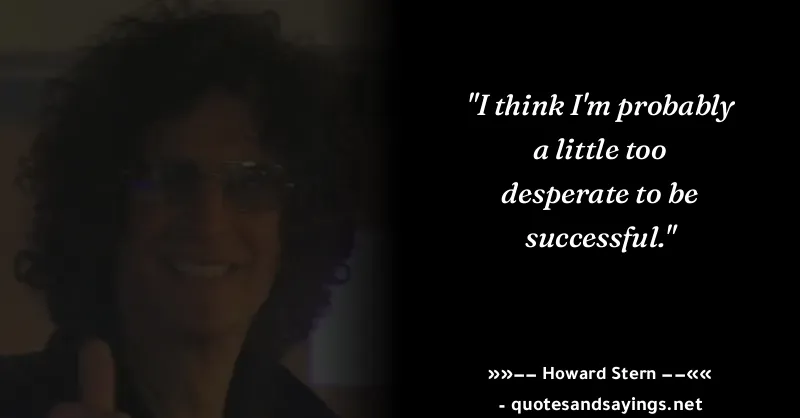 "I think I'm probably
a little too
desperate to be
successful."
»»−− Howard Stern −−««
- quotesandsayings.net